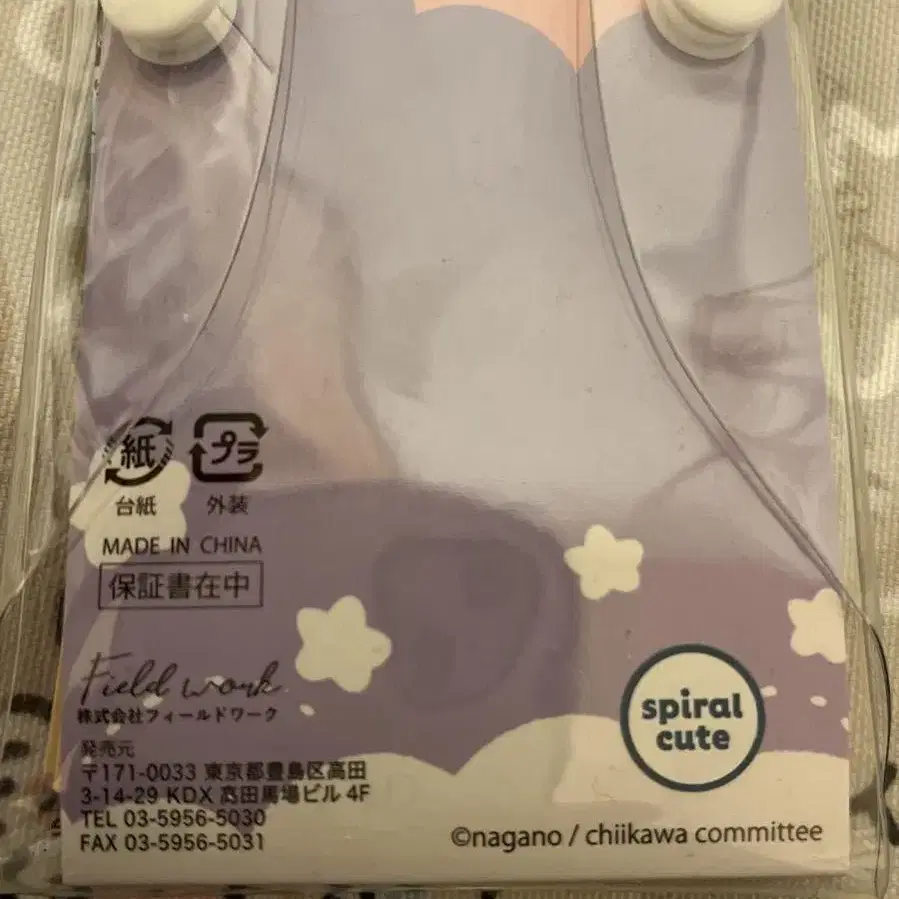 紙 プラ
台紙 外装
MADE IN CHINA
保証書在中
Field work
株式会社フィールドワーク
発売元
〒171-0033 東京都豊島区高田
3-14-29 KDX 高田馬場ビル 4F
TEL 03-5956-5030
FAX 03-5956-5031
spiral
cute
©nagano / chiikawa committee